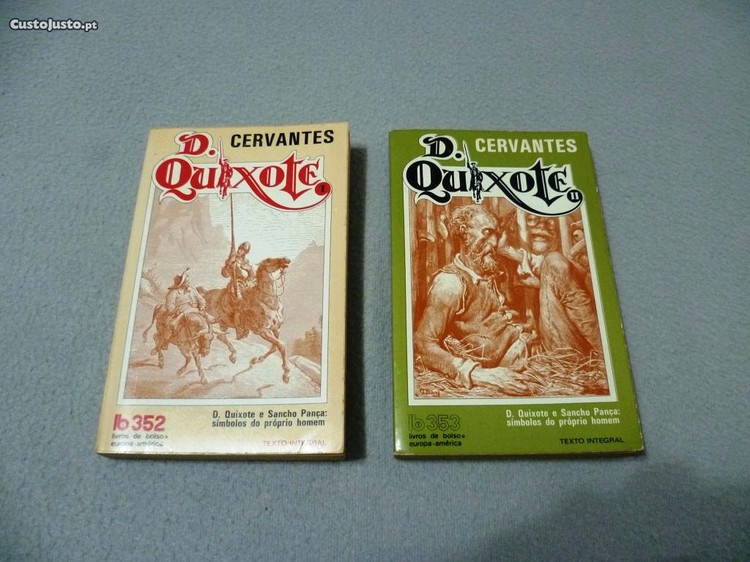 CustoJusto.pt
D. CERVANTES
QUIXOTE I
lb 352
livros de bolso
europa-américa
D. Quixote e Sancho Pança:
símbolos do próprio homem
TEXTO INTEGRAL
D. CERVANTES
QUIXOTE II
lb 353
livros de bolso
europa-américa
D. Quixote e Sancho Pança:
símbolos do próprio homem
TEXTO INTEGRAL